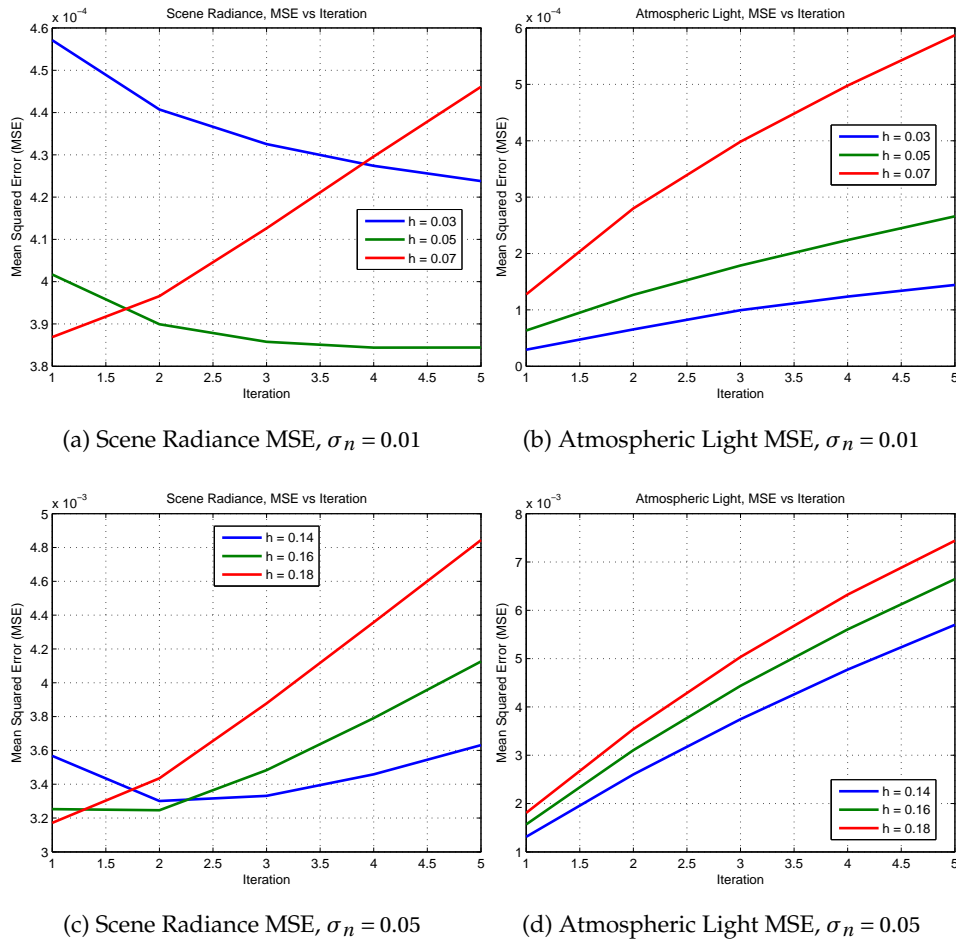 Scene Radiance, MSE vs Iteration
x 10⁻⁴
Mean Squared Error (MSE)
4.6
4.5
4.4
4.3
4.2
4.1
4
3.9
3.8
h = 0.03
h = 0.05
h = 0.07
1 1.5 2 2.5 3 3.5 4 4.5 5
Iteration
(a) Scene Radiance MSE, σn = 0.01
Atmospheric Light, MSE vs Iteration
x 10⁻⁴
Mean Squared Error (MSE)
6
5
4
3
2
1
0
h = 0.03
h = 0.05
h = 0.07
1 1.5 2 2.5 3 3.5 4 4.5 5
Iteration
(b) Atmospheric Light MSE, σn = 0.01
Scene Radiance, MSE vs Iteration
x 10⁻³
Mean Squared Error (MSE)
5
4.8
4.6
4.4
4.2
4
3.8
3.6
3.4
3.2
3
h = 0.14
h = 0.16
h = 0.18
1 1.5 2 2.5 3 3.5 4 4.5 5
Iteration
(c) Scene Radiance MSE, σn = 0.05
Atmospheric Light, MSE vs Iteration
x 10⁻³
Mean Squared Error (MSE)
8
7
6
5
4
3
2
1
h = 0.14
h = 0.16
h = 0.18
1 1.5 2 2.5 3 3.5 4 4.5 5
Iteration
(d) Atmospheric Light MSE, σn = 0.05